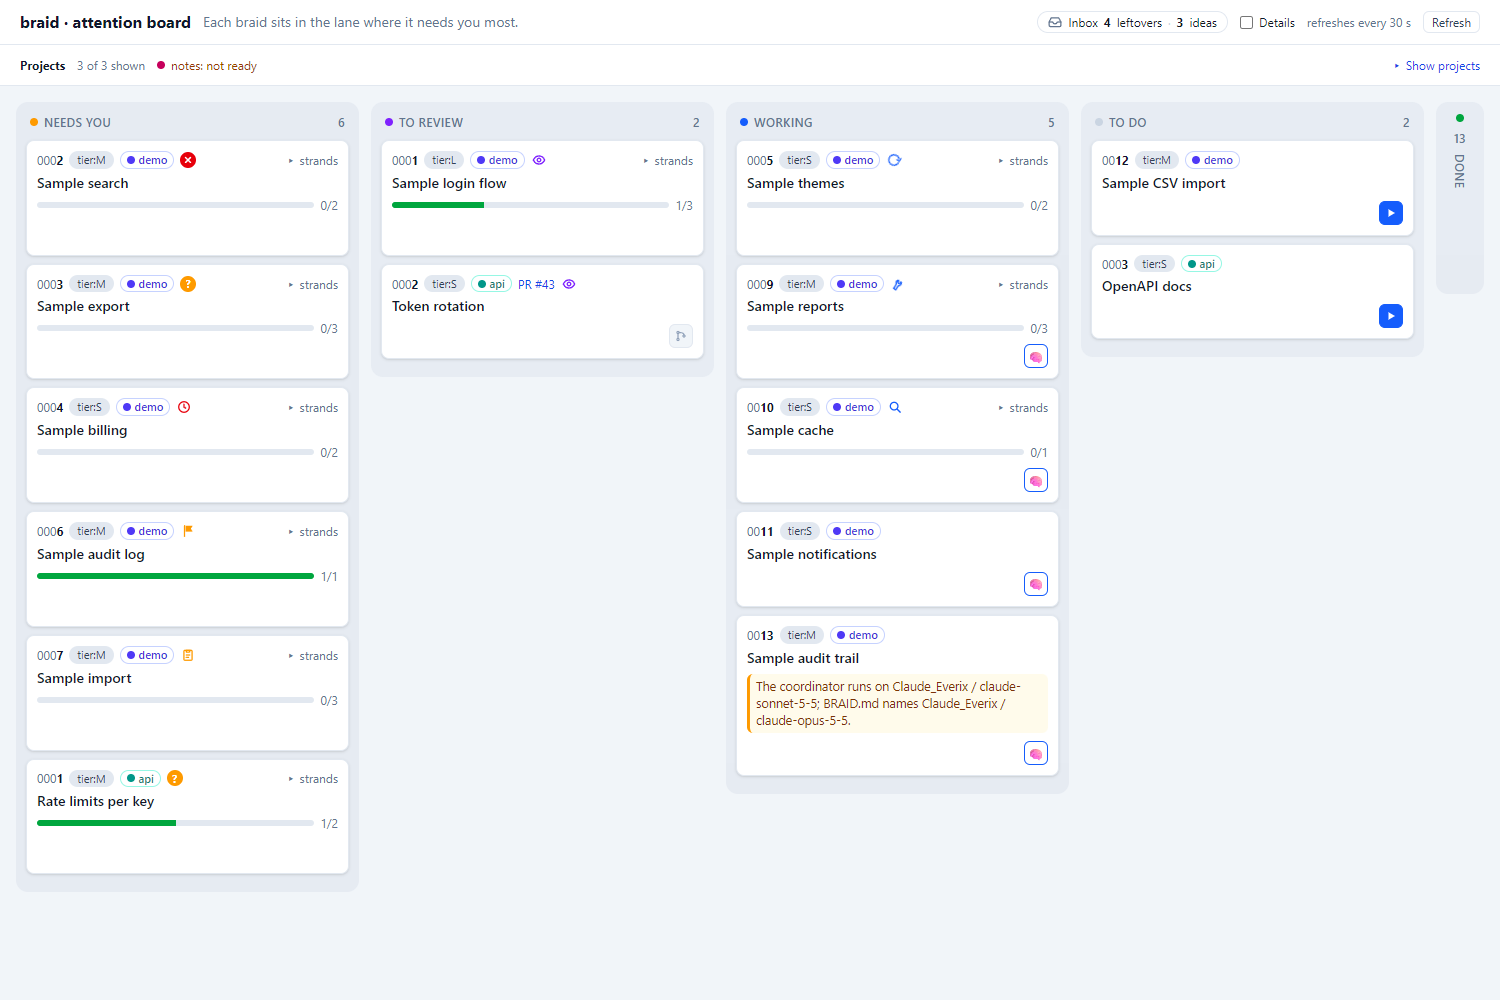 braid · attention board
Each braid sits in the lane where it needs you most.
Inbox 4 leftovers · 3 ideas
Details
refreshes every 30 s
Refresh
Projects
3 of 3 shown
notes: not ready
Show projects
NEEDS YOU 6
0002 tier:M demo strands
Sample search
0/2
0003 tier:M demo ? strands
Sample export
0/3
0004 tier:S demo strands
Sample billing
0/2
0006 tier:M demo strands
Sample audit log
1/1
0007 tier:M demo strands
Sample import
0/3
0001 tier:M api ? strands
Rate limits per key
1/2
TO REVIEW 2
0001 tier:L demo strands
Sample login flow
1/3
0002 tier:S api PR #43
Token rotation
WORKING 5
0005 tier:S demo strands
Sample themes
0/2
0009 tier:M demo strands
Sample reports
0/3
0010 tier:S demo strands
Sample cache
0/1
0011 tier:S demo
Sample notifications
0013 tier:M demo
Sample audit trail
The coordinator runs on Claude_Everix / claude-
sonnet-5-5; BRAID.md names Claude_Everix /
claude-opus-5-5.
TO DO 2
0012 tier:M demo
Sample CSV import
0003 tier:S api
OpenAPI docs
13
DONE